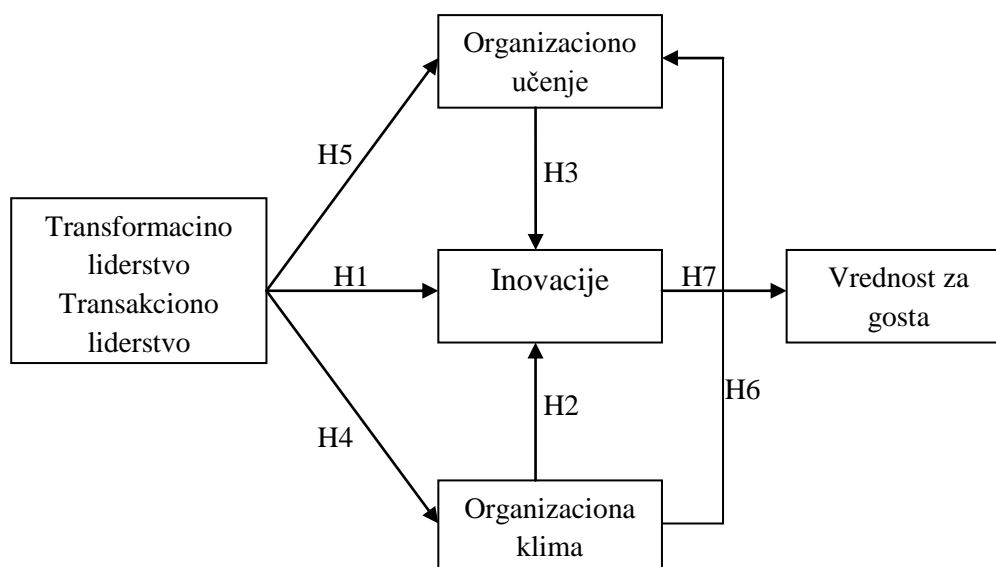 Organizaciono
učenje
H5
H3
Transformacino
liderstvo
Transakciono
liderstvo
H1
Inovacije
H7
Vrednost za
gosta
H4
H2
H6
Organizaciona
klima